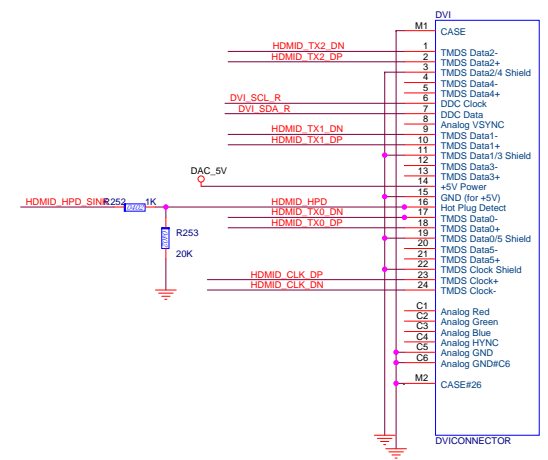 DVI
M1 CASE
HDMID_TX2_DN 1 TMDS Data2-
HDMID_TX2_DP 2 TMDS Data2+
3 TMDS Data2/4 Shield
4 TMDS Data4-
5 TMDS Data4+
DVI_SCL_R 6 DDC Clock
DVI_SDA_R 7 DDC Data
8 Analog VSYNC
HDMID_TX1_DN 9 TMDS Data1-
HDMID_TX1_DP 10 TMDS Data1+
11 TMDS Data1/3 Shield
12 TMDS Data3-
13 TMDS Data3+
DAC_5V 14 +5V Power
15 GND (for +5V)
HDMID_HPD_SINK R252 1K HDMID_HPD 16 Hot Plug Detect
HDMID_TX0_DN 17 TMDS Data0-
HDMID_TX0_DP 18 TMDS Data0+
R253 19 TMDS Data0/5 Shield
20K 20 TMDS Data5-
21 TMDS Data5+
22 TMDS Clock Shield
HDMID_CLK_DP 23 TMDS Clock+
HDMID_CLK_DN 24 TMDS Clock-
C1 Analog Red
C2 Analog Green
C3 Analog Blue
C4 Analog HYNC
C5 Analog GND
C6 Analog GND#C6
M2 CASE#26
DVICONNECTOR